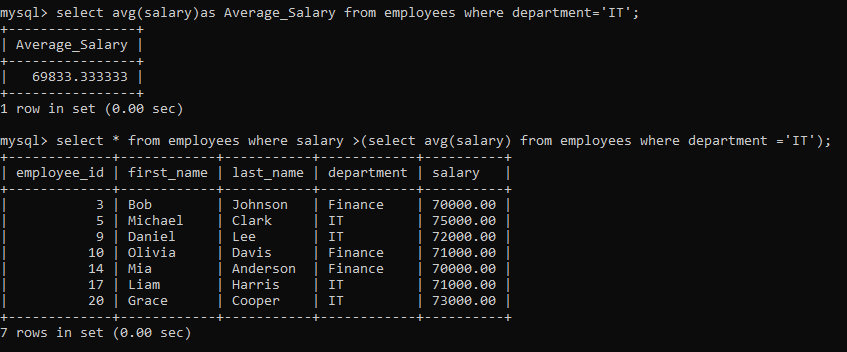 mysql> select avg(salary)as Average_Salary from employees where department='IT';
+----------------+
| Average_Salary |
+----------------+
|   69833.333333 |
+----------------+
1 row in set (0.00 sec)

mysql> select * from employees where salary >(select avg(salary) from employees where department ='IT');
+-------------+------------+-----------+------------+----------+
| employee_id | first_name | last_name | department | salary   |
+-------------+------------+-----------+------------+----------+
|           3 | Bob        | Johnson   | Finance    | 70000.00 |
|           5 | Michael    | Clark     | IT         | 75000.00 |
|           9 | Daniel     | Lee       | IT         | 72000.00 |
|          10 | Olivia     | Davis     | Finance    | 71000.00 |
|          14 | Mia        | Anderson  | Finance    | 70000.00 |
|          17 | Liam       | Harris    | IT         | 71000.00 |
|          20 | Grace      | Cooper    | IT         | 73000.00 |
+-------------+------------+-----------+------------+----------+
7 rows in set (0.00 sec)